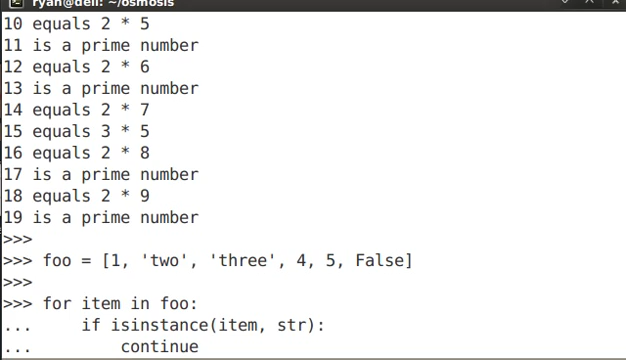 ryan@dell: ~/osmosis
10 equals 2 * 5
11 is a prime number
12 equals 2 * 6
13 is a prime number
14 equals 2 * 7
15 equals 3 * 5
16 equals 2 * 8
17 is a prime number
18 equals 2 * 9
19 is a prime number
>>>
>>> foo = [1, 'two', 'three', 4, 5, False]
>>>
>>> for item in foo:
...     if isinstance(item, str):
...         continue